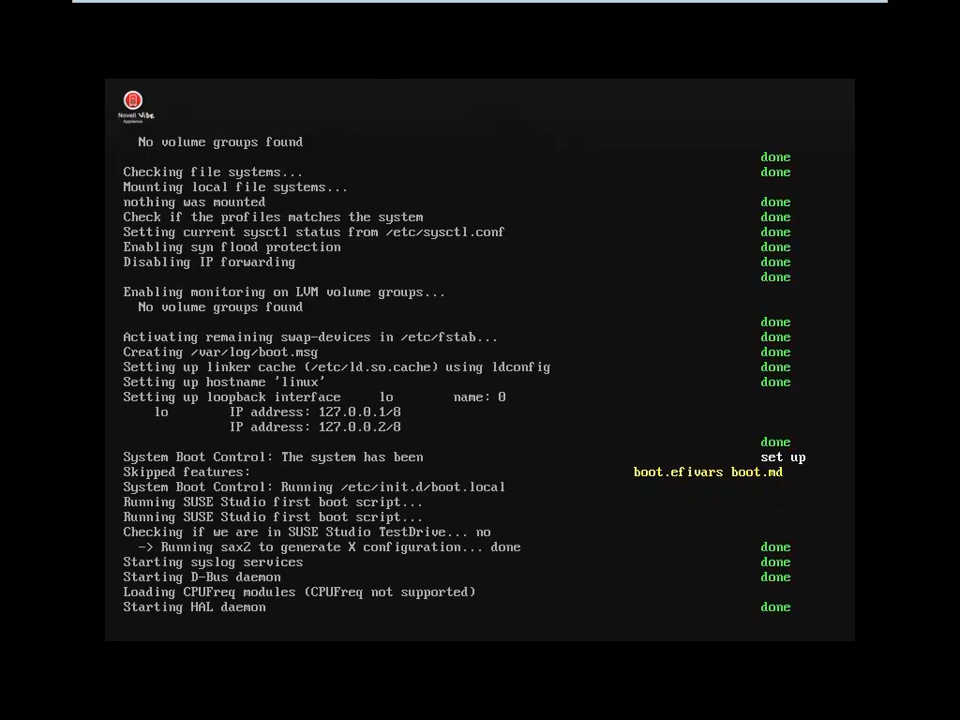 Novell Vibe
Appliance
No volume groups found
done
Checking file systems... done
Mounting local file systems...
nothing was mounted done
Check if the profiles matches the system done
Setting current sysctl status from /etc/sysctl.conf done
Enabling syn flood protection done
Disabling IP forwarding done
done
Enabling monitoring on LVM volume groups...
No volume groups found
done
Activating remaining swap-devices in /etc/fstab... done
Creating /var/log/boot.msg done
Setting up linker cache (/etc/ld.so.cache) using ldconfig done
Setting up hostname 'linux' done
Setting up loopback interface lo name: 0
lo IP address: 127.0.0.1/8
IP address: 127.0.0.2/8
done
System Boot Control: The system has been set up
Skipped features: boot.efivars boot.md
System Boot Control: Running /etc/init.d/boot.local
Running SUSE Studio first boot script...
Running SUSE Studio first boot script...
Checking if we are in SUSE Studio TestDrive... no
-> Running sax2 to generate X configuration... done done
Starting syslog services done
Starting D-Bus daemon done
Loading CPUFreq modules (CPUFreq not supported)
Starting HAL daemon done